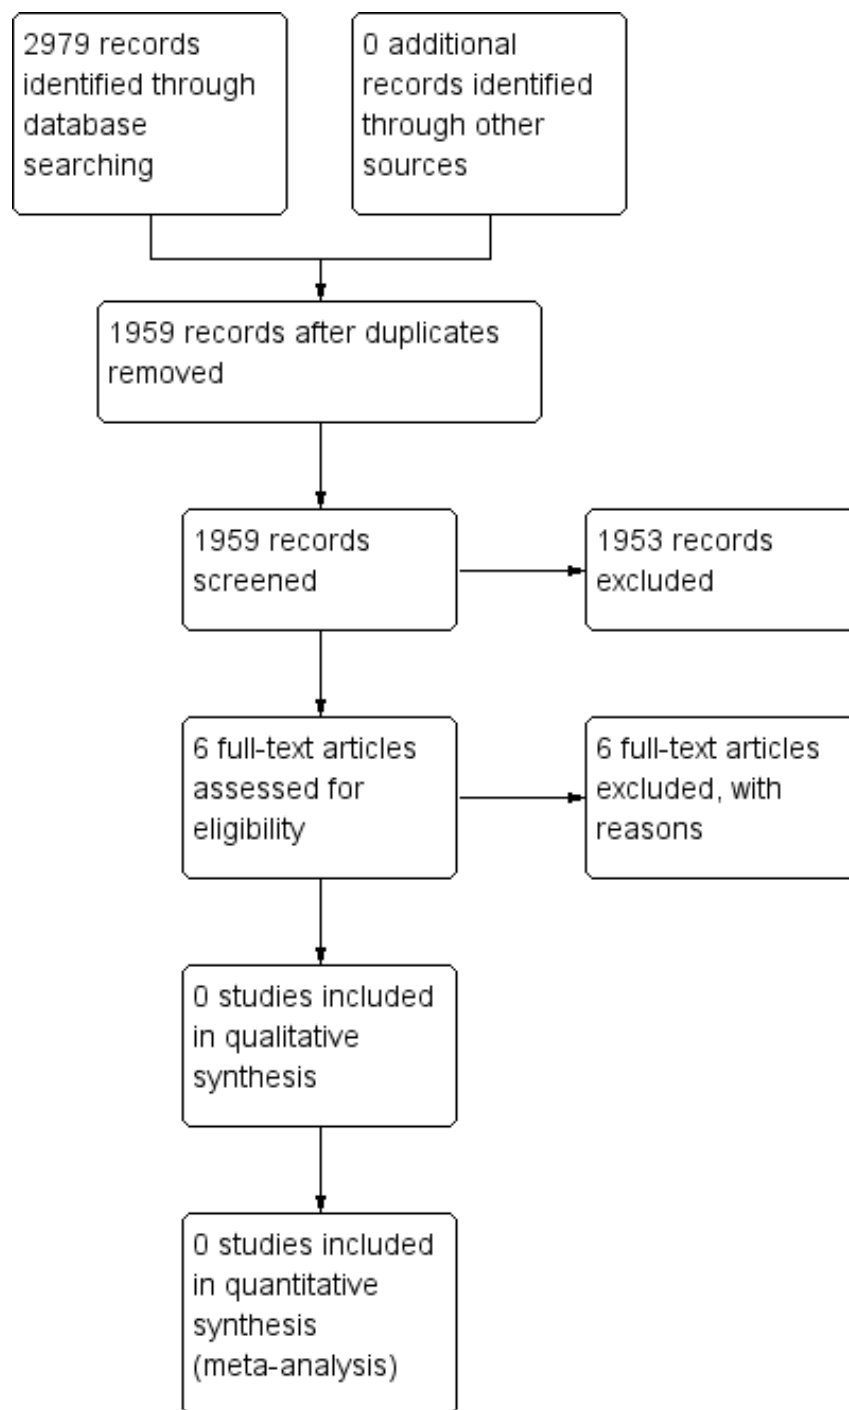 2979 records
identified through
database
searching
0 additional
records identified
through other
sources
1959 records after duplicates
removed
1959 records
screened
1953 records
excluded
6 full-text articles
assessed for
eligibility
6 full-text articles
excluded, with
reasons
0 studies included
in qualitative
synthesis
0 studies included
in quantitative
synthesis
(meta-analysis)